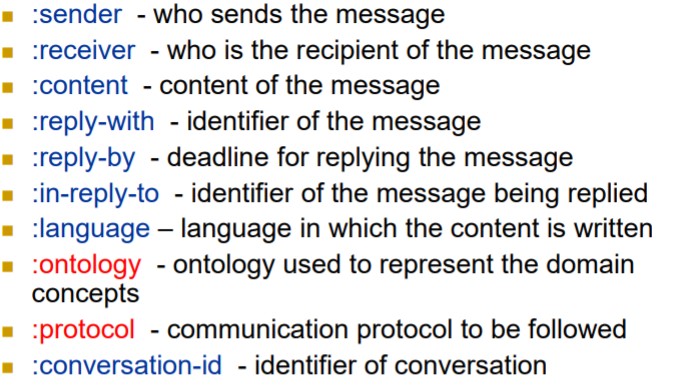 :sender - who sends the message
:receiver - who is the recipient of the message
:content - content of the message
:reply-with - identifier of the message
:reply-by - deadline for replying the message
:in-reply-to - identifier of the message being replied
:language – language in which the content is written
:ontology - ontology used to represent the domain
concepts
:protocol - communication protocol to be followed
:conversation-id - identifier of conversation